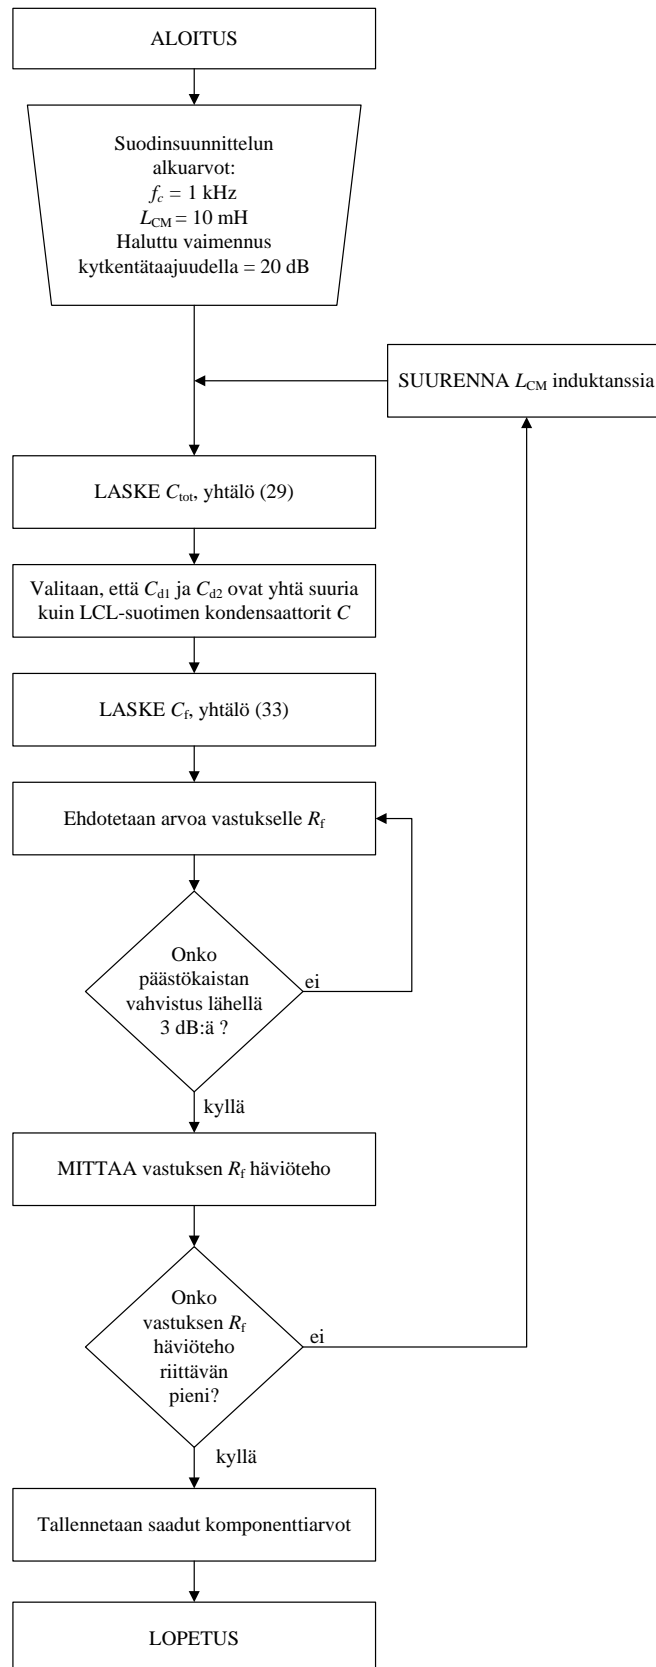 ALOITUS
Suodinsuunnittelun
alkuarvot:
f_c = 1 kHz
L_CM = 10 mH
Haluttu vaimennus
kytkentätaajuudella = 20 dB
SUURENNA L_CM induktanssia
LASKE C_tot, yhtälö (29)
Valitaan, että C_d1 ja C_d2 ovat yhtä suuria
kuin LCL-suotimen kondensaattorit C
LASKE C_f, yhtälö (33)
Ehdotetaan arvoa vastukselle R_f
Onko
päästökaistan
vahvistus lähellä
3 dB:ä ?
ei
kyllä
MITTAA vastuksen R_f häviöteho
Onko
vastuksen R_f
häviöteho
riittävän
pieni?
ei
kyllä
Tallennetaan saadut komponenttiarvot
LOPETUS